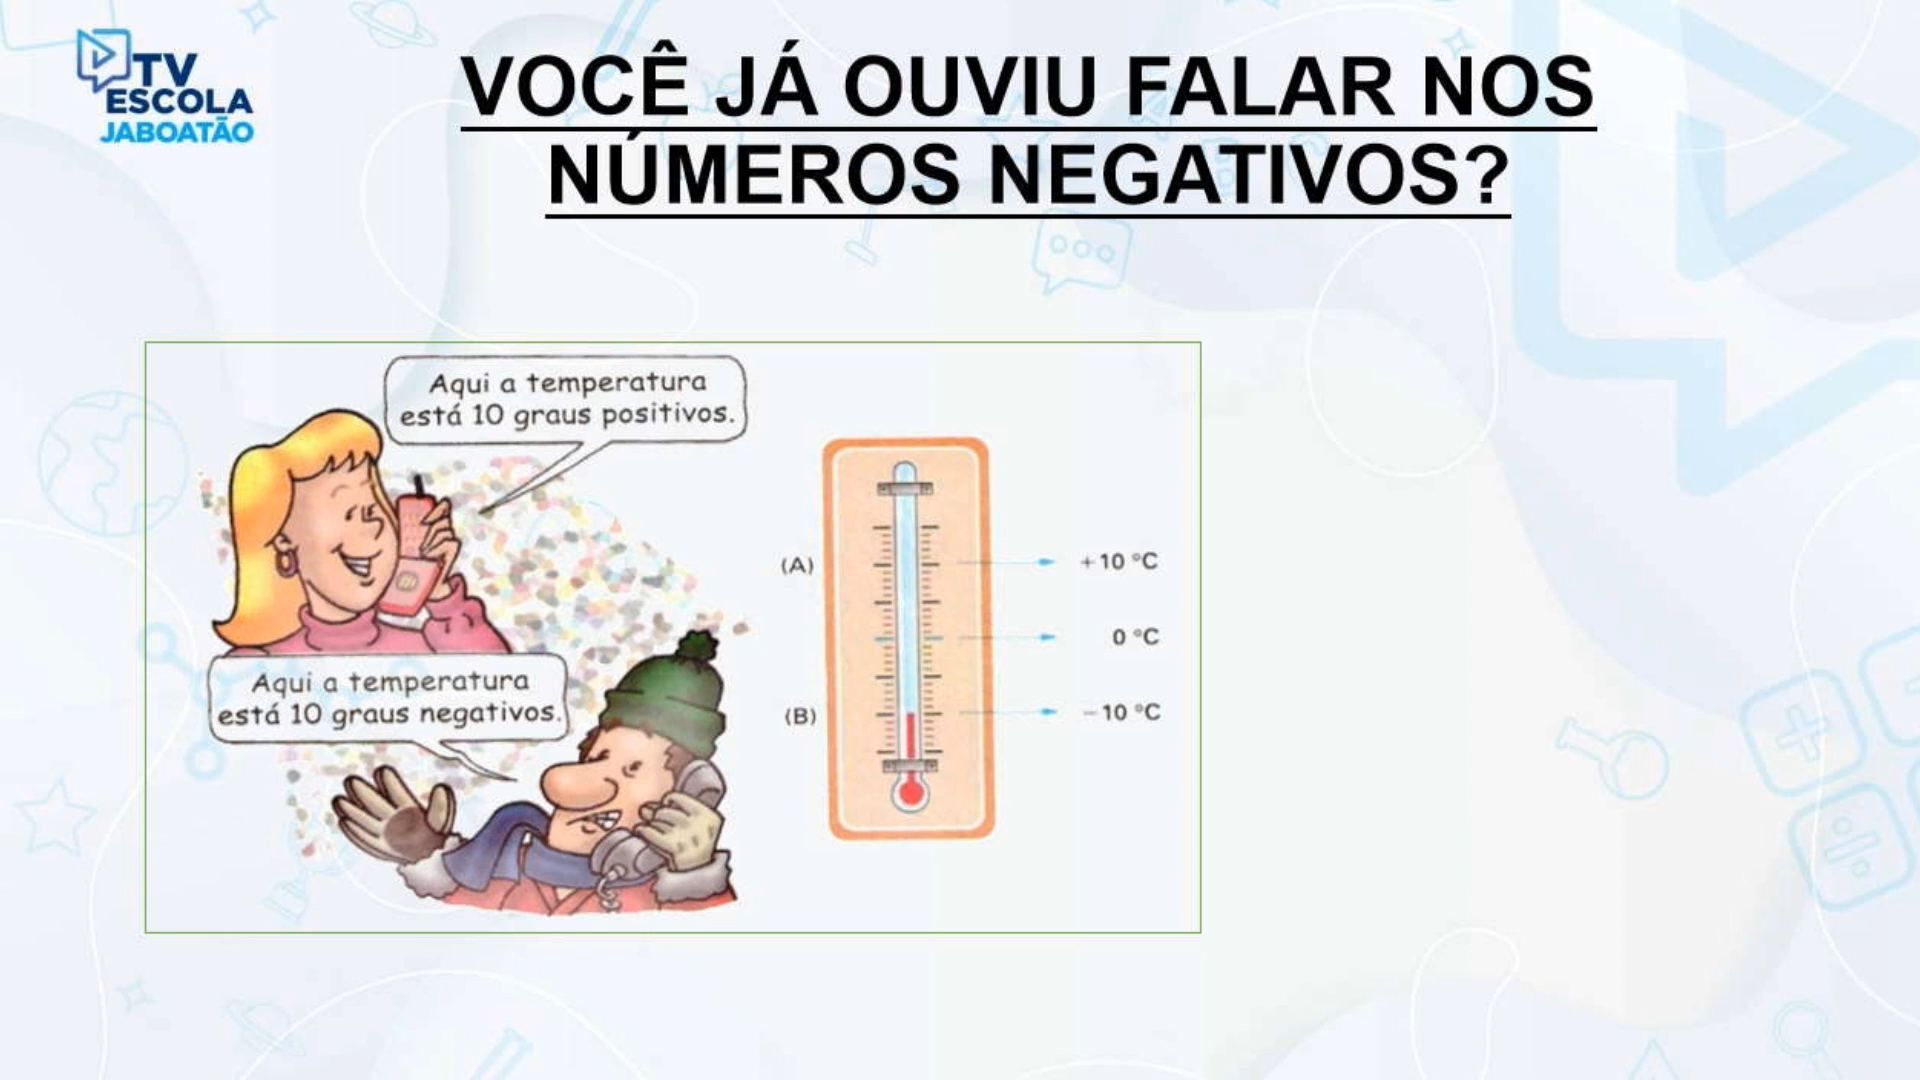 TV
ESCOLA
JABOATÃO
VOCÊ JÁ OUVIU FALAR NOS
NÚMEROS NEGATIVOS?
Aqui a temperatura
está 10 graus positivos.
Aqui a temperatura
está 10 graus negativos.
(A)
+10 °C
0 °C
(B)
−10 °C